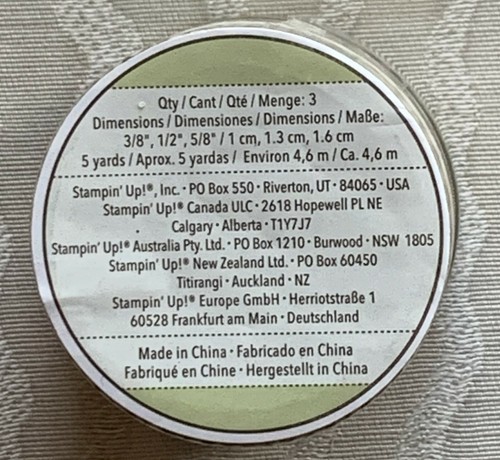 Qty / Cant / Qté / Menge: 3
Dimensions / Dimensiones / Dimensions / Maße:
3/8", 1/2", 5/8" / 1 cm, 1.3 cm, 1.6 cm
5 yards / Aprox. 5 yardas / Environ 4,6 m / Ca. 4,6 m
Stampin' Up!®, Inc. • PO Box 550 • Riverton, UT • 84065 • USA
Stampin' Up!® Canada ULC • 2618 Hopewell PL NE
Calgary • Alberta • T1Y7J7
Stampin' Up!® Australia Pty. Ltd. • PO Box 1210 • Burwood • NSW 1805
Stampin' Up!® New Zealand Ltd. • PO Box 60450
Titirangi • Auckland • NZ
Stampin' Up!® Europe GmbH • Herriotstraße 1
60528 Frankfurt am Main • Deutschland
Made in China • Fabricado en China
Fabriqué en Chine • Hergestellt in China